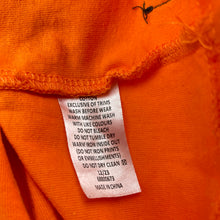 COTTON
EXCLUSIVE OF TRIMS
WASH BEFORE WEAR
WARM MACHINE WASH
WITH LIKE COLOURS
DO NOT BLEACH
DO NOT TUMBLE DRY
WARM IRON INSIDE OUT
(DO NOT IRON PRINTS
OR EMBELLISHMENTS)
DO NOT DRY CLEAN
MADE IN CHINA